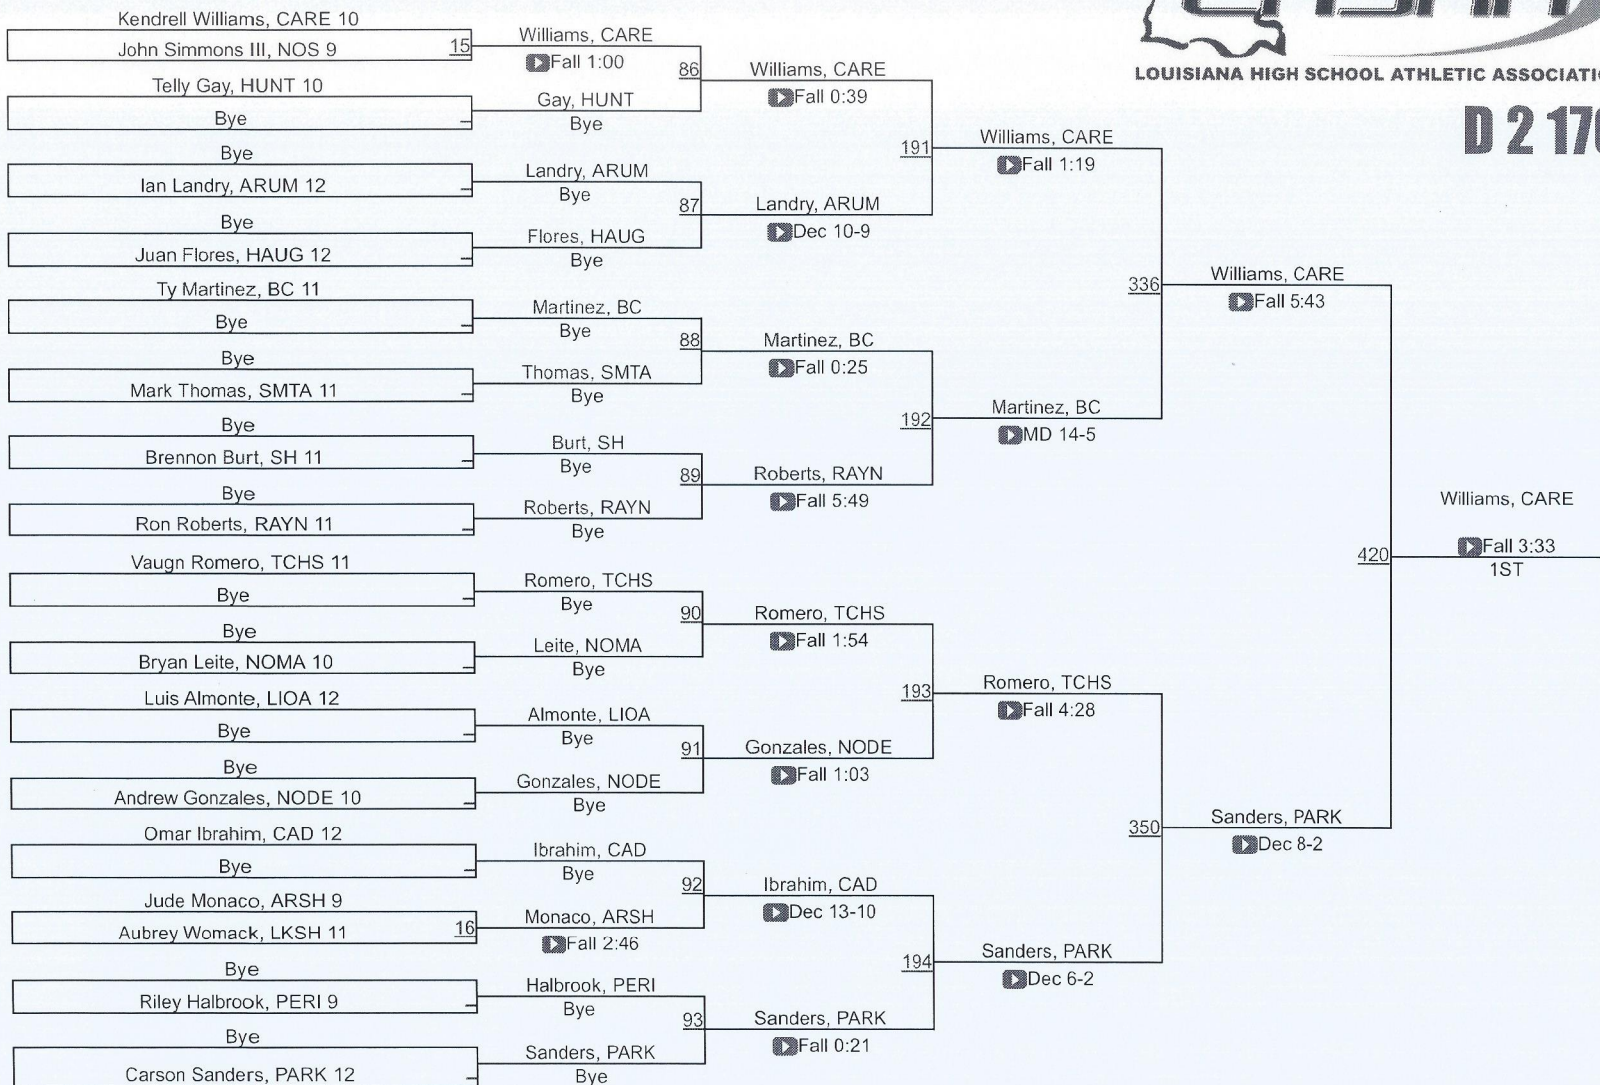 LOUISIANA HIGH SCHOOL ATHLETIC
D 2
Kendrell Williams, CARE 10
John Simmons III, NOS 9 15
Telly Gay, HUNT 10
Bye
Bye
Ian Landry, ARUM 12
Bye
Juan Flores, HAUG 12
Ty Martinez, BC 11
Bye
Bye
Mark Thomas, SMTA 11
Bye
Brennon Burt, SH 11
Bye
Ron Roberts, RAYN 11
Vaugn Romero, TCHS 11
Bye
Bye
Bryan Leite, NOMA 10
Luis Almonte, LIOA 12
Bye
Bye
Andrew Gonzales, NODE 10
Omar Ibrahim, CAD 12
Bye
Jude Monaco, ARSH 9
Aubrey Womack, LKSH 11 16
Bye
Riley Halbrook, PERI 9
Bye
Carson Sanders, PARK 12
Williams, CARE
Fall 1:00
86
Gay, HUNT
Bye
Landry, ARUM
Bye
87
Flores, HAUG
Bye
Martinez, BC
Bye
88
Thomas, SMTA
Bye
Burt, SH
Bye
89
Roberts, RAYN
Bye
Romero, TCHS
Bye
90
Leite, NOMA
Bye
Almonte, LIOA
Bye
91
Gonzales, NODE
Bye
Ibrahim, CAD
Bye
92
Monaco, ARSH
Fall 2:46
Halbrook, PERI
Bye
93
Sanders, PARK
Bye
Williams, CARE
Fall 0:39
191
Landry, ARUM
Dec 10-9
Martinez, BC
Fall 0:25
192
Roberts, RAYN
Fall 5:49
Romero, TCHS
Fall 1:54
193
Gonzales, NODE
Fall 1:03
Ibrahim, CAD
Dec 13-10
194
Sanders, PARK
Fall 0:21
Williams, CARE
Fall 1:19
336
Martinez, BC
MD 14-5
Romero, TCHS
Fall 4:28
350
Sanders, PARK
Dec 6-2
Williams, CARE
Fall 5:43
420
Sanders, PARK
Dec 8-2
Williams, CARE
Fall 3:33
1ST